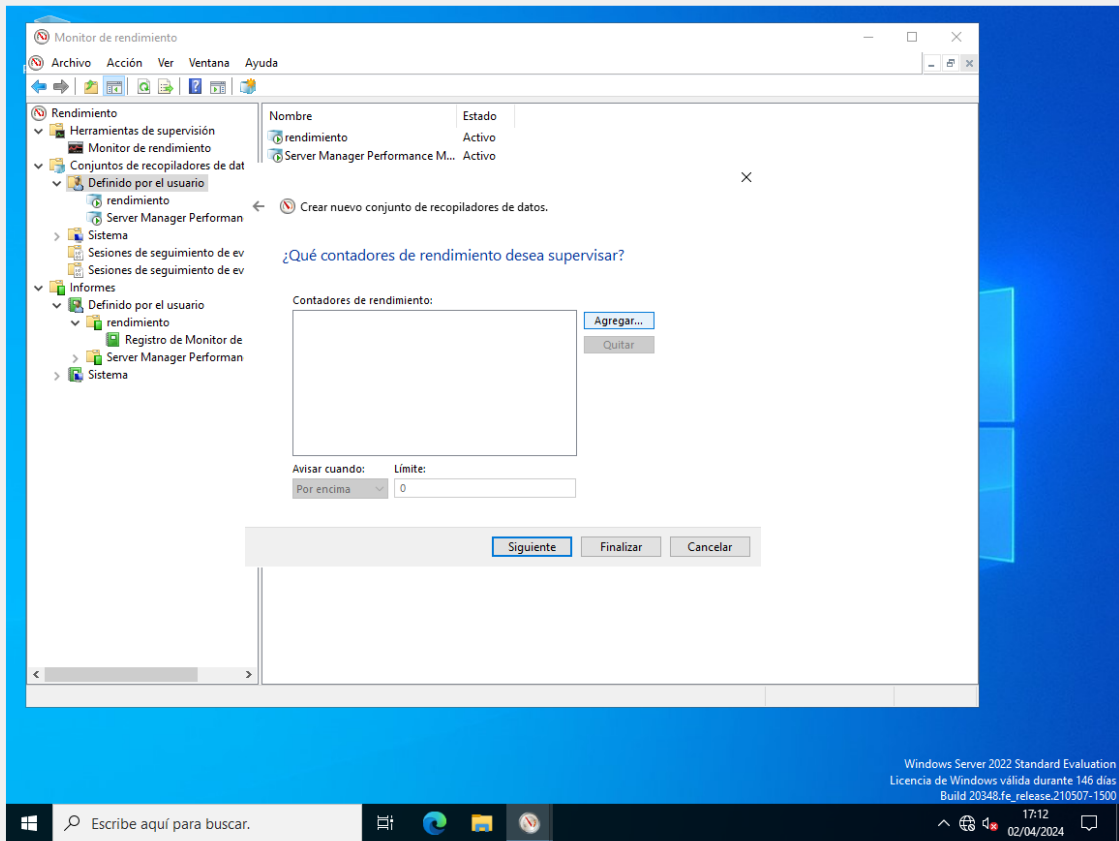 Monitor de rendimiento
Archivo Acción Ver Ventana Ayuda
Rendimiento
Herramientas de supervisión
Monitor de rendimiento
Conjuntos de recopiladores de dat
Definido por el usuario
rendimiento
Server Manager Performan
Sistema
Sesiones de seguimiento de ev
Sesiones de seguimiento de ev
Informes
Definido por el usuario
rendimiento
Registro de Monitor de
Server Manager Performan
Sistema
Nombre Estado
rendimiento Activo
Server Manager Performance M... Activo
Crear nuevo conjunto de recopiladores de datos.
¿Qué contadores de rendimiento desea supervisar?
Contadores de rendimiento:
Agregar...
Quitar
Avisar cuando: Límite:
Por encima 0
Siguiente Finalizar Cancelar
Windows Server 2022 Standard Evaluation
Licencia de Windows válida durante 146 días
Build 20348.fe_release.210507-1500
Escribe aquí para buscar.
17:12
02/04/2024